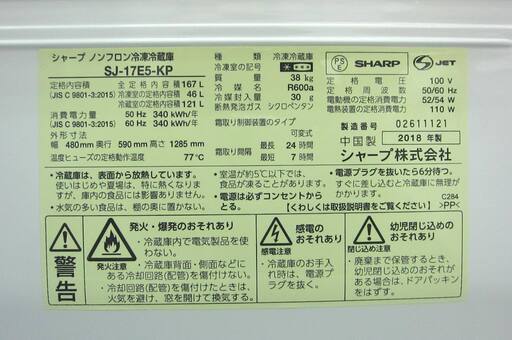 シャープ ノンフロン冷凍冷蔵庫
SJ-17E5-KP
定格内容積 全定格内容積 167 L
(JIS C 9801-3:2015) 冷凍室の定格内容積 46 L
冷蔵室の定格内容積 121 L
消費電力量 50 Hz 340 kWh/年
(JIS C 9801-3:2015) 60 Hz 340 kWh/年
外形寸法
幅 480mm 奥行 590 mm 高さ 1285 mm
温度ヒューズの定格動作温度 77℃
種類 冷凍冷蔵庫
冷凍室の記号
質量 38 kg
冷媒 R600a
冷媒封入量 30 g
断熱発泡ガス シクロペンタン
霜取り制御装置のタイプ
可変式
霜取り間隔 最長 24 時間
最短 7 時間
PS
E
SHARP
S JET
定格電圧 100 V
定格周波数 50/60 Hz
電動機の定格消費電力 52/54 W
電熱装置の定格消費電力 110 W
製造番号 02611121
中国製 2018 年製
シャープ株式会社
●冷蔵庫は、表面から放熱しています。
使いはじめや夏場は、特に熱くなりますが、庫内の食品には影響ありません。
●水気の多い食品は、棚の奥に置かない。
●室温が約5℃以下では、
食品が凍ることがあります。
●電源は必ずコンセントから
とる。
●電源プラグを抜いたら6分待つ。
すぐに差し込むと冷蔵庫に無理が
かかります。
【くわしくは取扱説明書をご覧ください】
C284
>PP<
警告
発火・爆発のおそれあり
発火注意
・冷蔵庫内で電気製品を使
わないこと。
・冷蔵庫背面・側面などに
ある冷却回路(配管)を傷付けない。
・冷却回路(配管)を傷付けたときは、
火気を避け、窓を開けて換気。
感電の
おそれあり
感電注意
・冷蔵庫のお手入
れ時は、電源プ
ラグを抜く。
幼児閉じ込めの
おそれあり
閉じ込め注意
・廃棄まで保管するとき、幼
児閉じ込めのおそれが
ある場合は、ドアパッキン
をはずす。